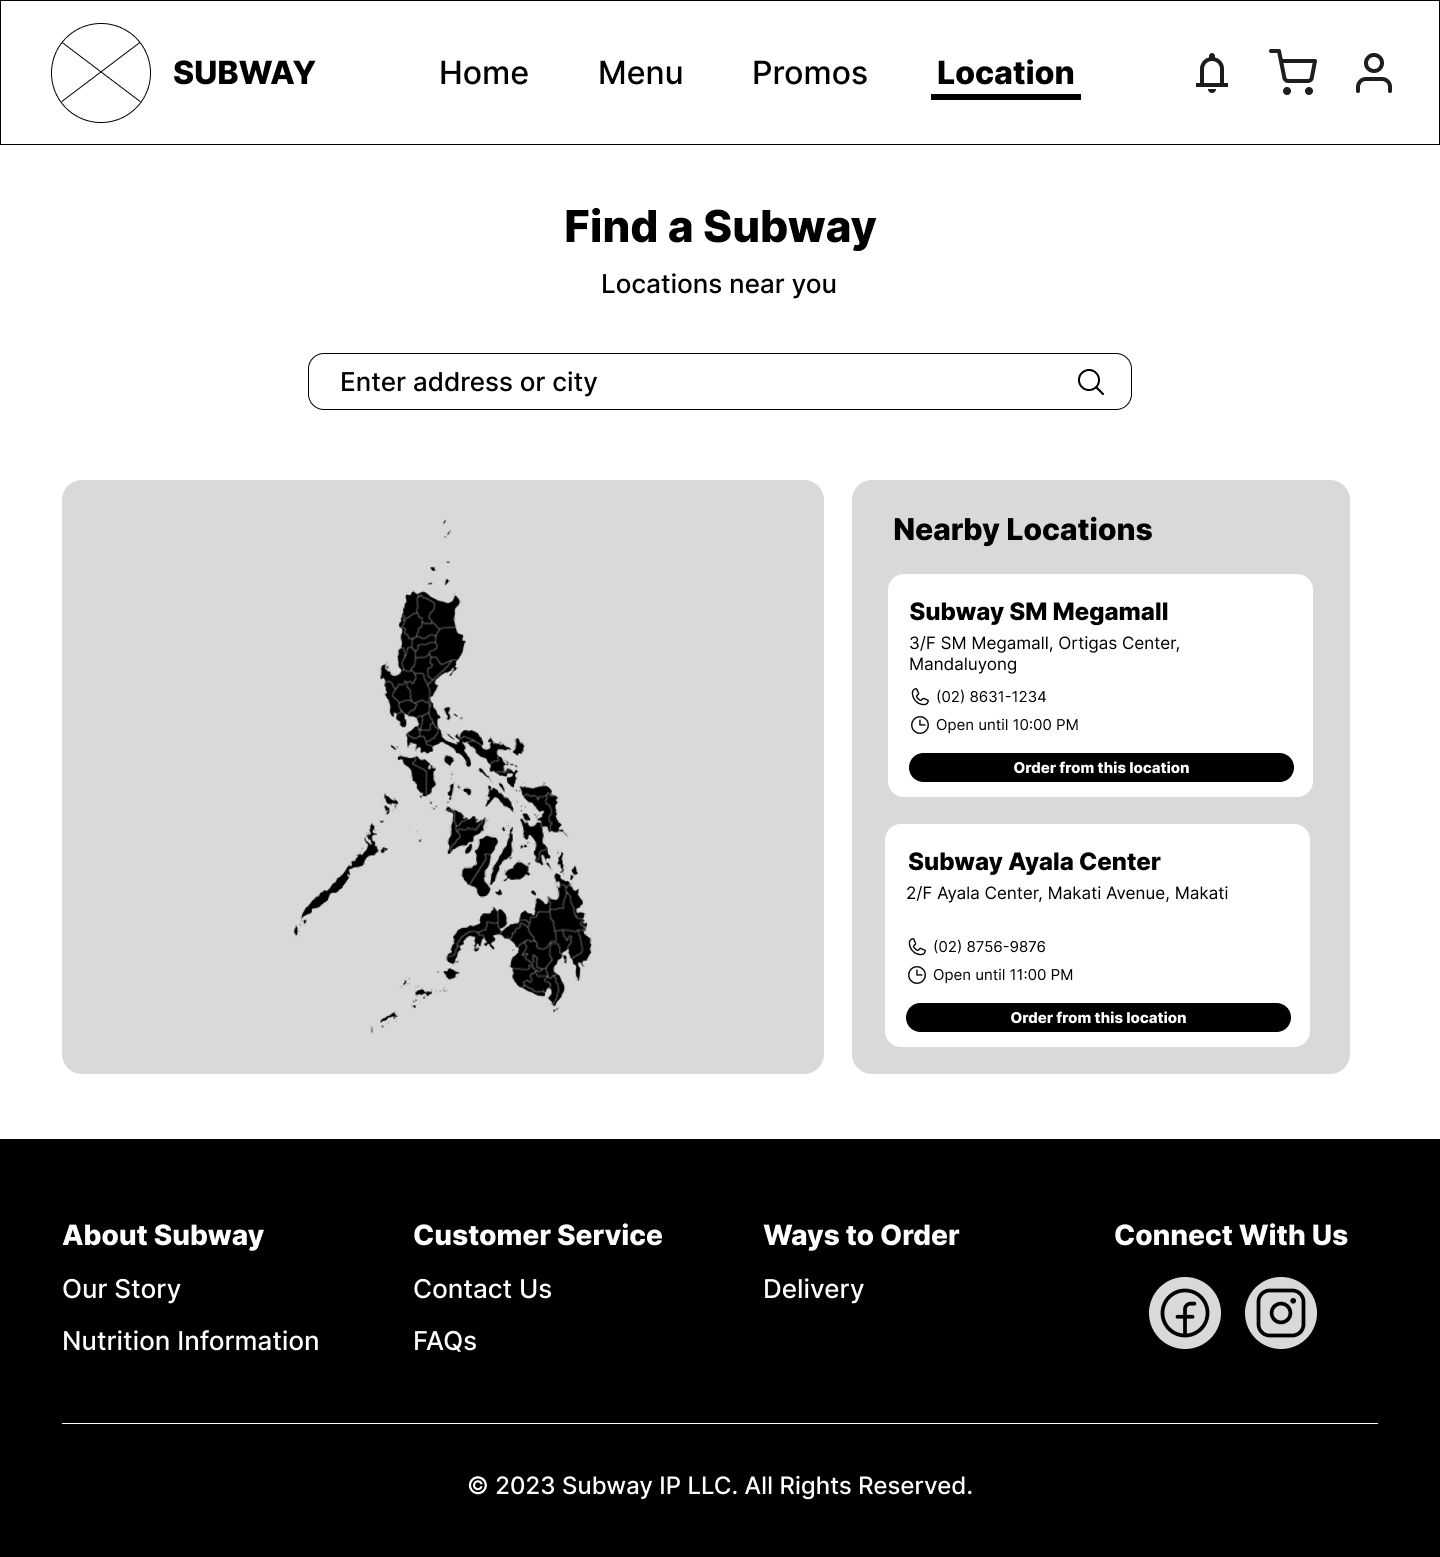 SUBWAY
Home
Menu
Promos
Location
Find a Subway
Locations near you
Enter address or city
Nearby Locations
Subway SM Megamall
3/F SM Megamall, Ortigas Center,
Mandaluyong
(02) 8631-1234
Open until 10:00 PM
Order from this location
Subway Ayala Center
2/F Ayala Center, Makati Avenue, Makati
(02) 8756-9876
Open until 11:00 PM
Order from this location
About Subway
Our Story
Nutrition Information
Customer Service
Contact Us
FAQs
Ways to Order
Delivery
Connect With Us
© 2023 Subway IP LLC. All Rights Reserved.